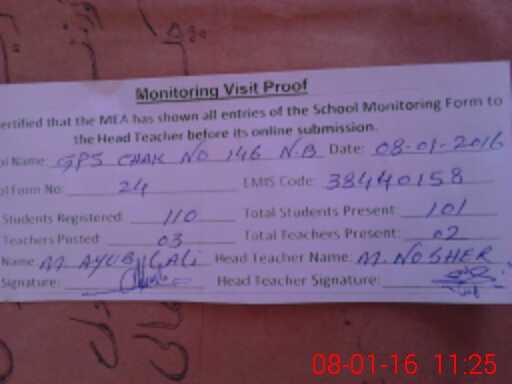 Monitoring Visit Proof
ertified that the MEA has shown all entries of the School Monitoring Form to
the Head Teacher before its online submission.
ol Name: GPS CHAK NO 146 N.B Date: 08-01-2016
ol Form No: 24 EMIS Code: 38440158
Students Registered: 110 Total Students Present: 101
Teachers Posted: 03 Total Teachers Present: 02
Name: M. AYUB Head Teacher Name: M. NOSHER
Signature: Head Teacher Signature:
08-01-16 11:25